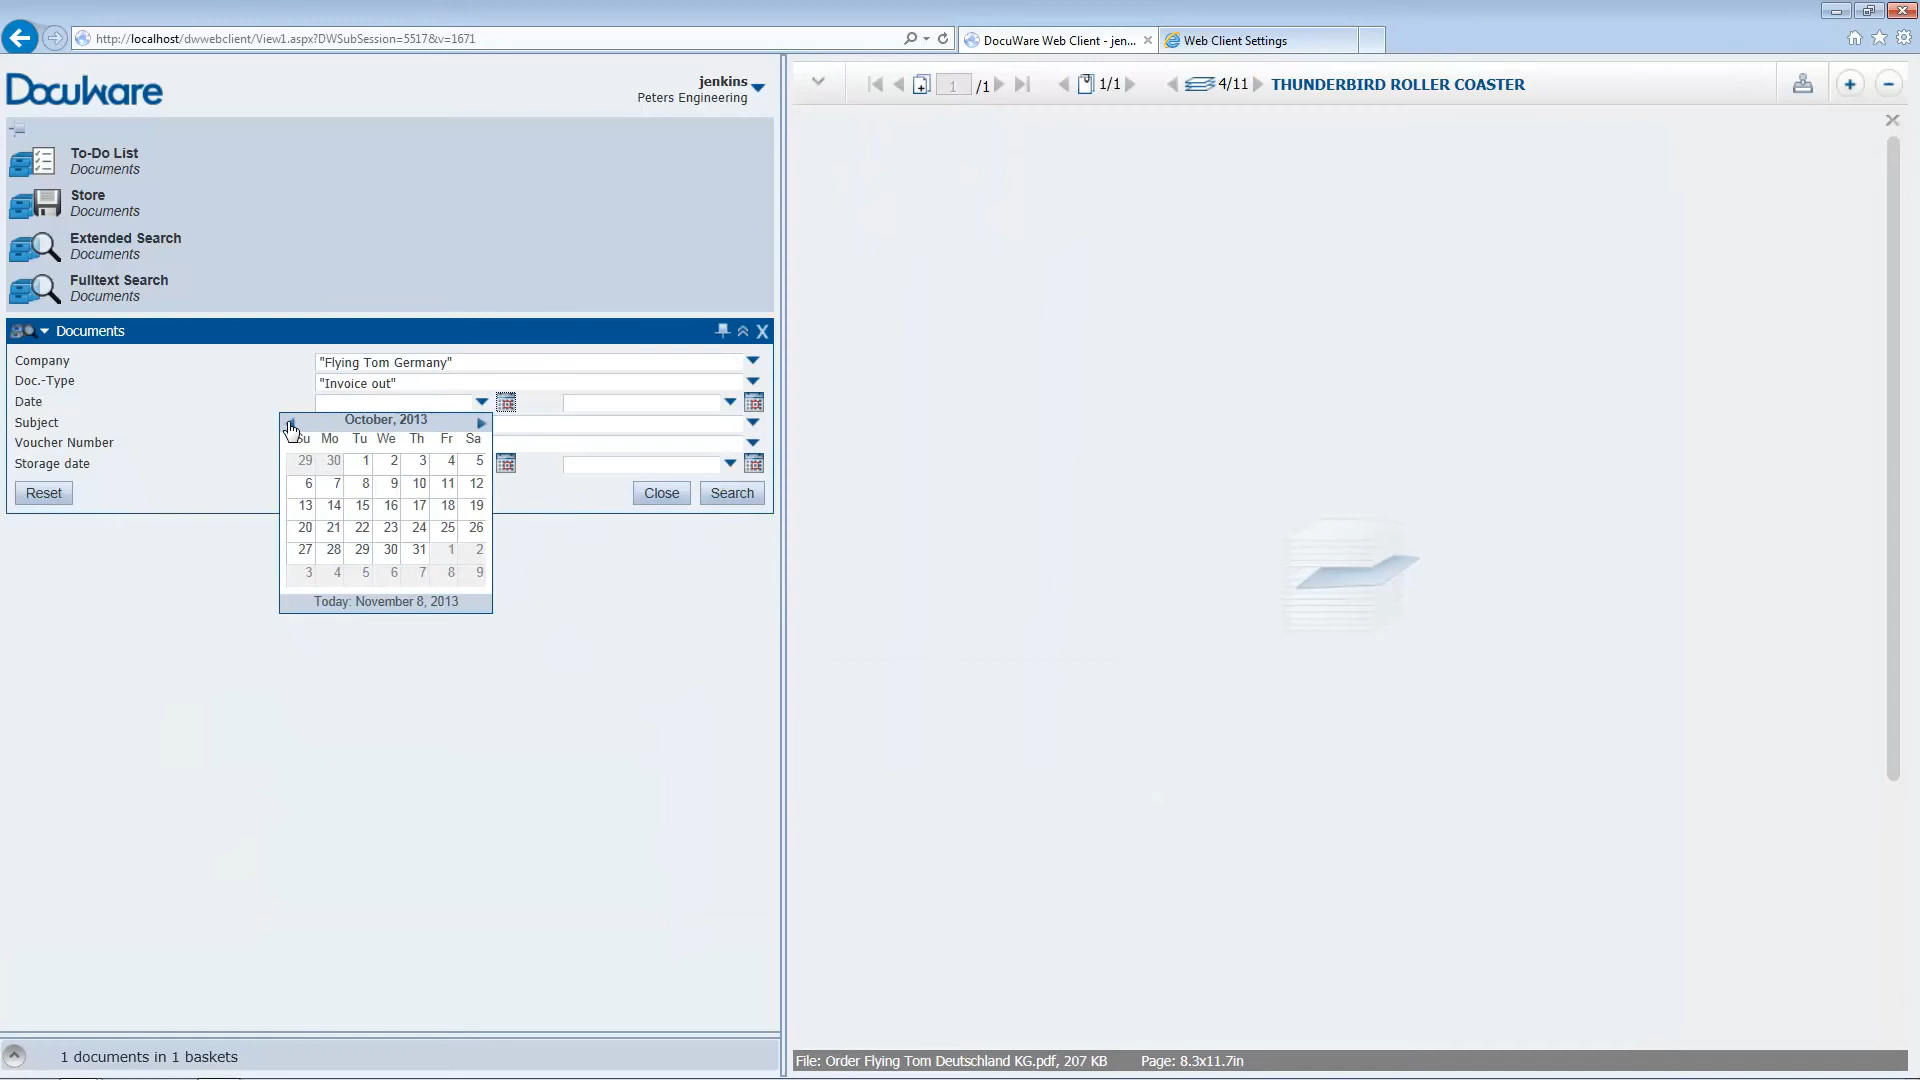 http://localhost/dwwebclient/View1.aspx?DWSubSession=5517&v=1671
DocuWare Web Client - jen...
Web Client Settings
DocuWare
jenkins
Peters Engineering
To-Do List
Documents
Store
Documents
Extended Search
Documents
Fulltext Search
Documents
Documents
Company "Flying Tom Germany"
Doc.-Type "Invoice out"
Date
Subject
Voucher Number
Storage date
October, 2013
Su Mo Tu We Th Fr Sa
29 30 1 2 3 4 5
6 7 8 9 10 11 12
13 14 15 16 17 18 19
20 21 22 23 24 25 26
27 28 29 30 31 1 2
3 4 5 6 7 8 9
Today: November 8, 2013
Reset Close Search
1 documents in 1 baskets
1 /1 1/1 4/11 THUNDERBIRD ROLLER COASTER
File: Order Flying Tom Deutschland KG.pdf, 207 KB Page: 8.3x11.7in